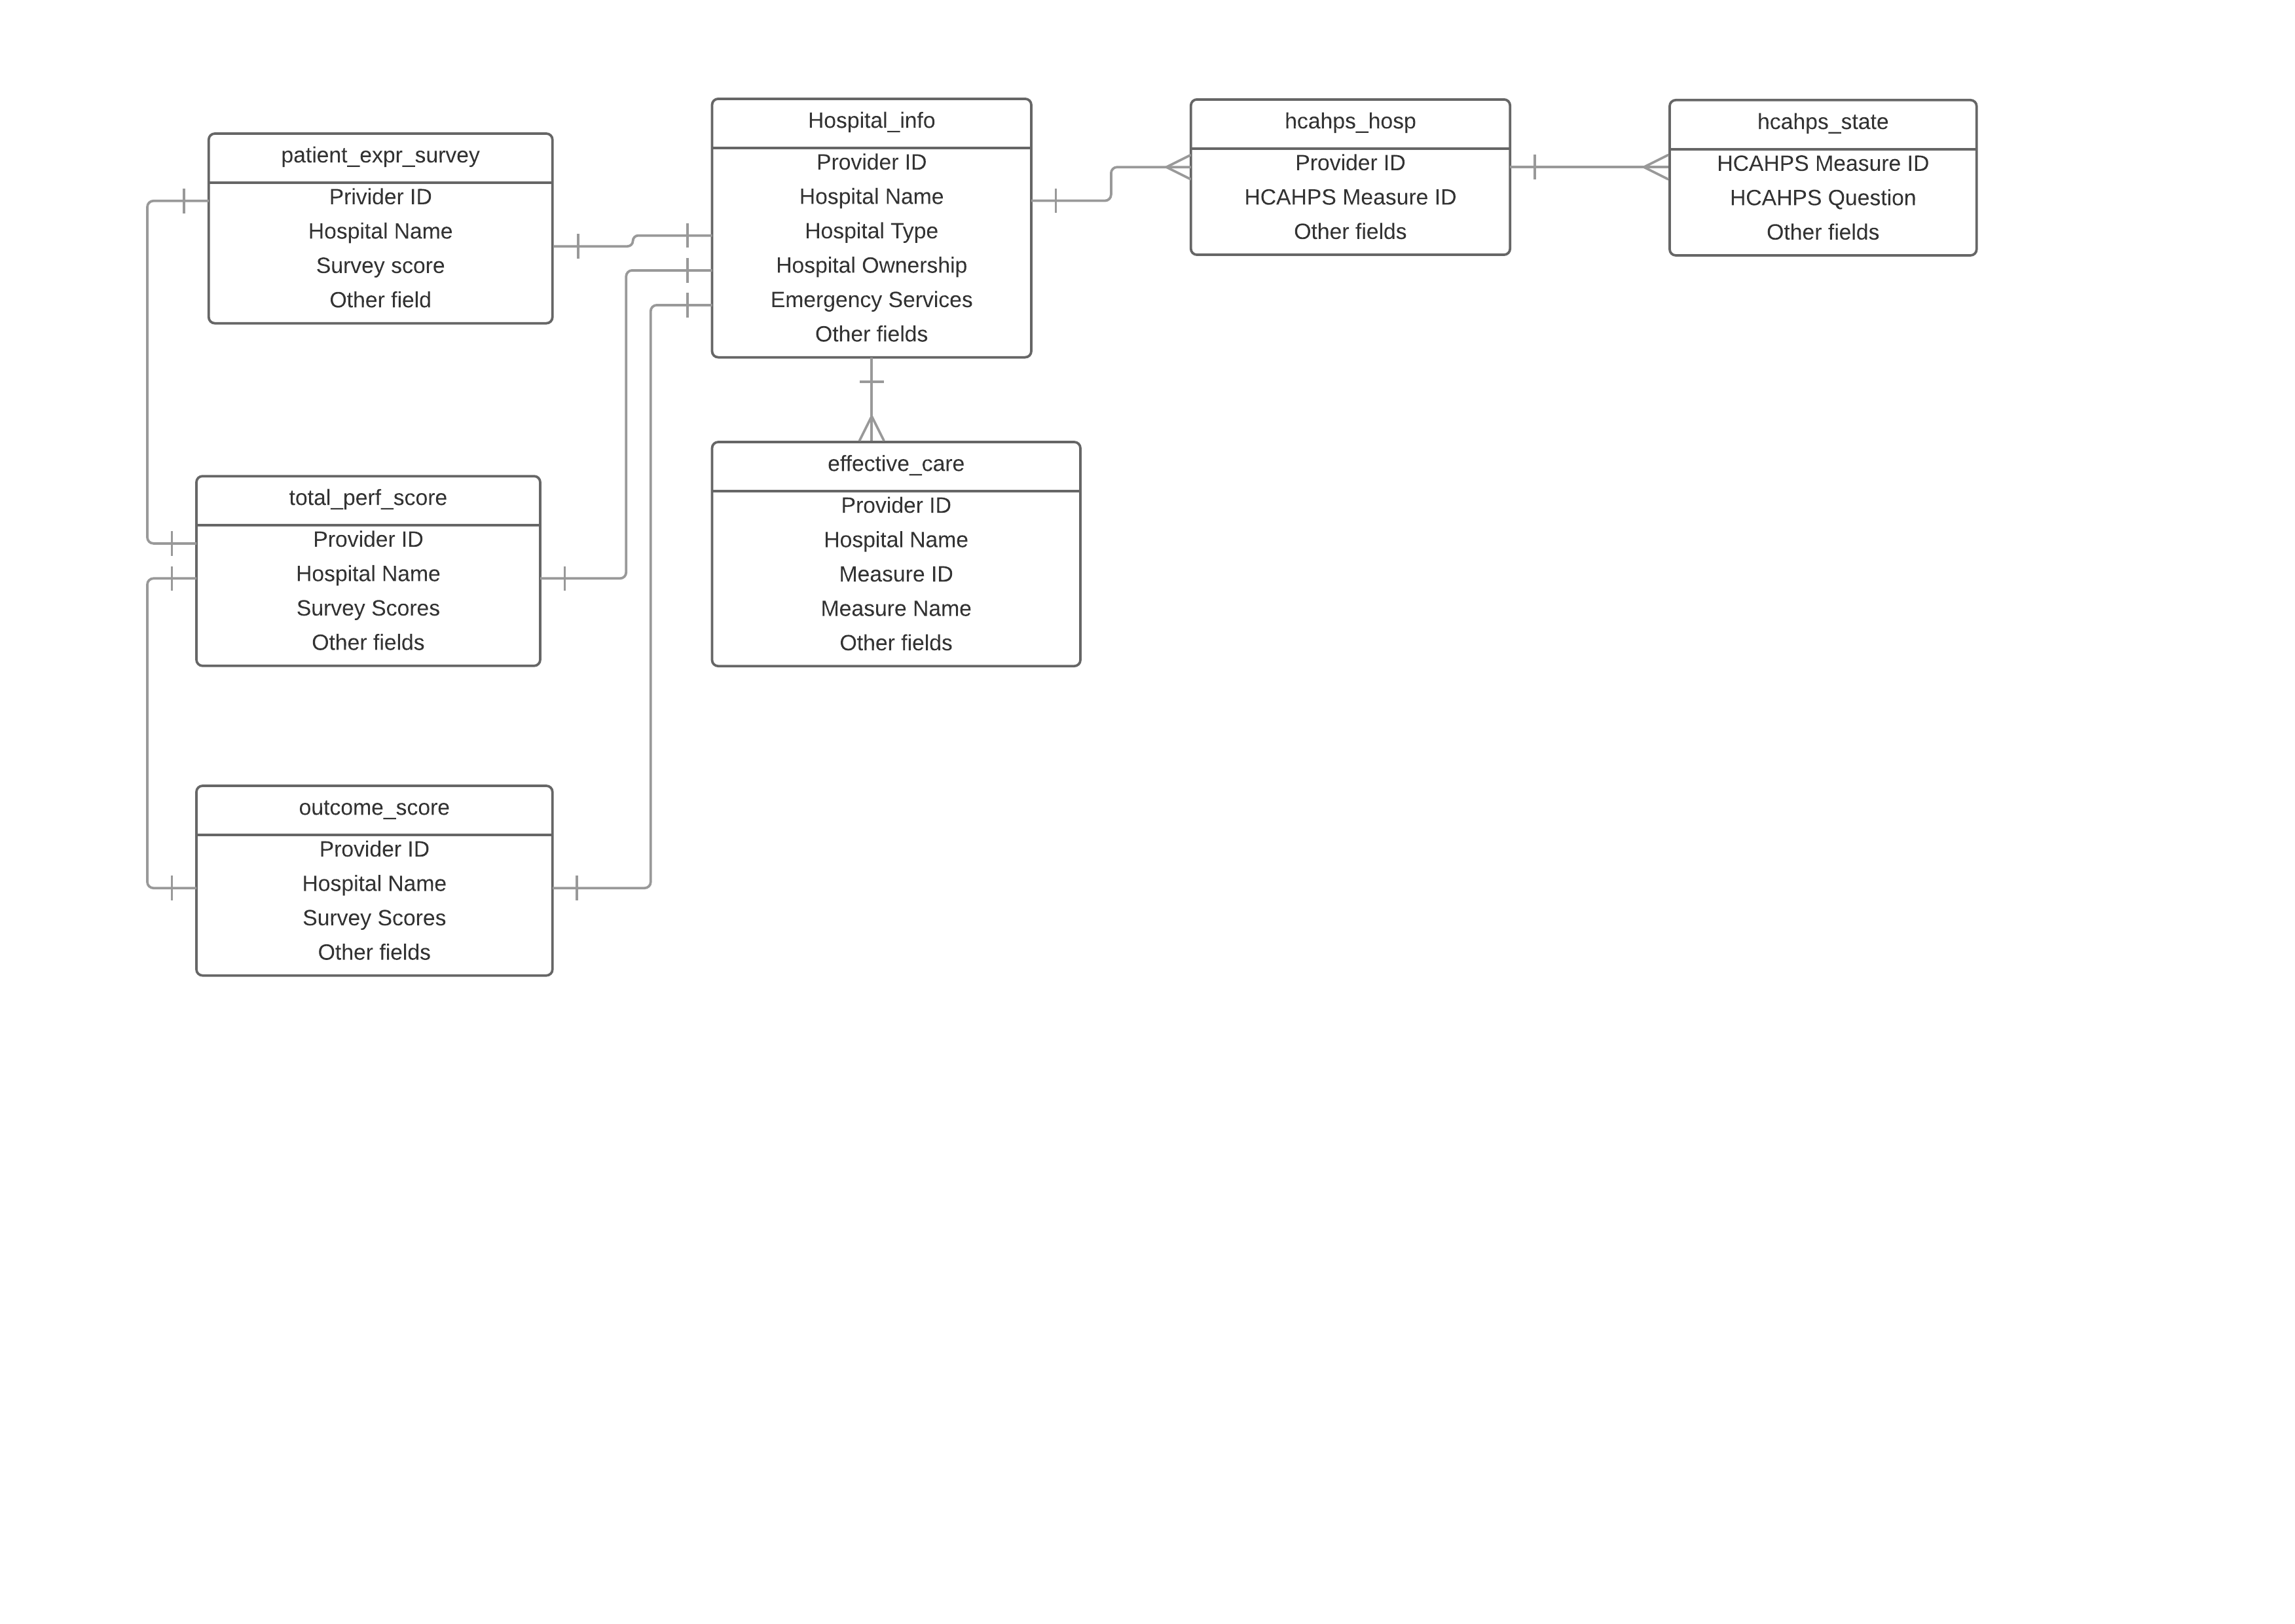 patient_expr_survey
Privider ID
Hospital Name
Survey score
Other field
Hospital_info
Provider ID
Hospital Name
Hospital Type
Hospital Ownership
Emergency Services
Other fields
hcahps_hosp
Provider ID
HCAHPS Measure ID
Other fields
hcahps_state
HCAHPS Measure ID
HCAHPS Question
Other fields
total_perf_score
Provider ID
Hospital Name
Survey Scores
Other fields
effective_care
Provider ID
Hospital Name
Measure ID
Measure Name
Other fields
outcome_score
Provider ID
Hospital Name
Survey Scores
Other fields